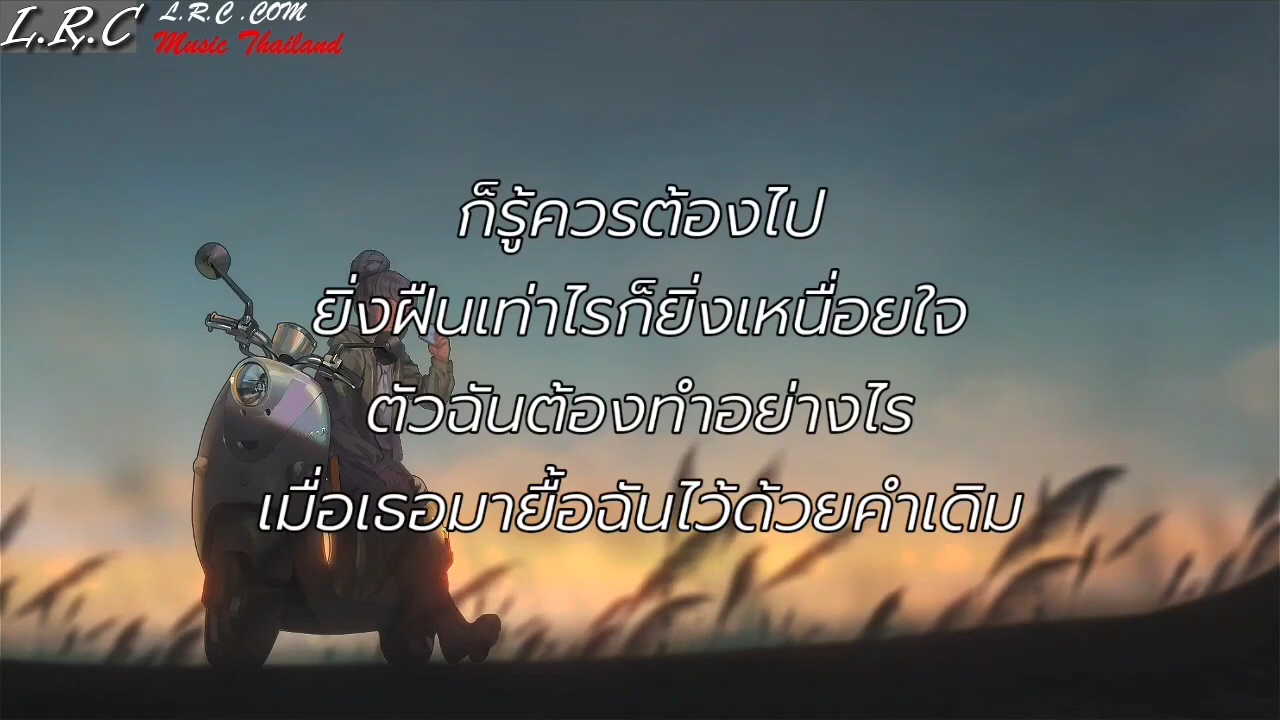 L.R.C
L.R.C .COM
Music Thailand
ก็รู้ควรต้องไป
ยิ่งฝืนเท่าไรก็ยิ่งเหนื่อยใจ
ตัวฉันต้องทำอย่างไร
เมื่อเธอมายื้อฉันไว้ด้วยคำเดิม